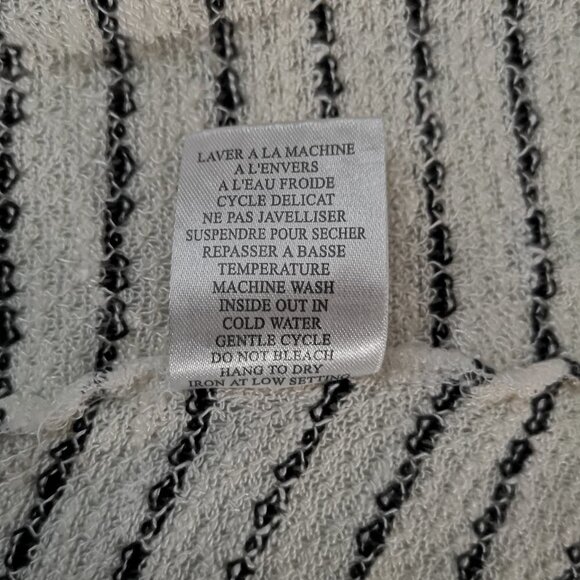 LAVER A LA MACHINE
A L'ENVERS
A L'EAU FROIDE
CYCLE DELICAT
NE PAS JAVELLISER
SUSPENDRE POUR SECHER
REPASSER A BASSE
TEMPERATURE
MACHINE WASH
INSIDE OUT IN
COLD WATER
GENTLE CYCLE
DO NOT BLEACH
HANG TO DRY
IRON AT LOW SETTING